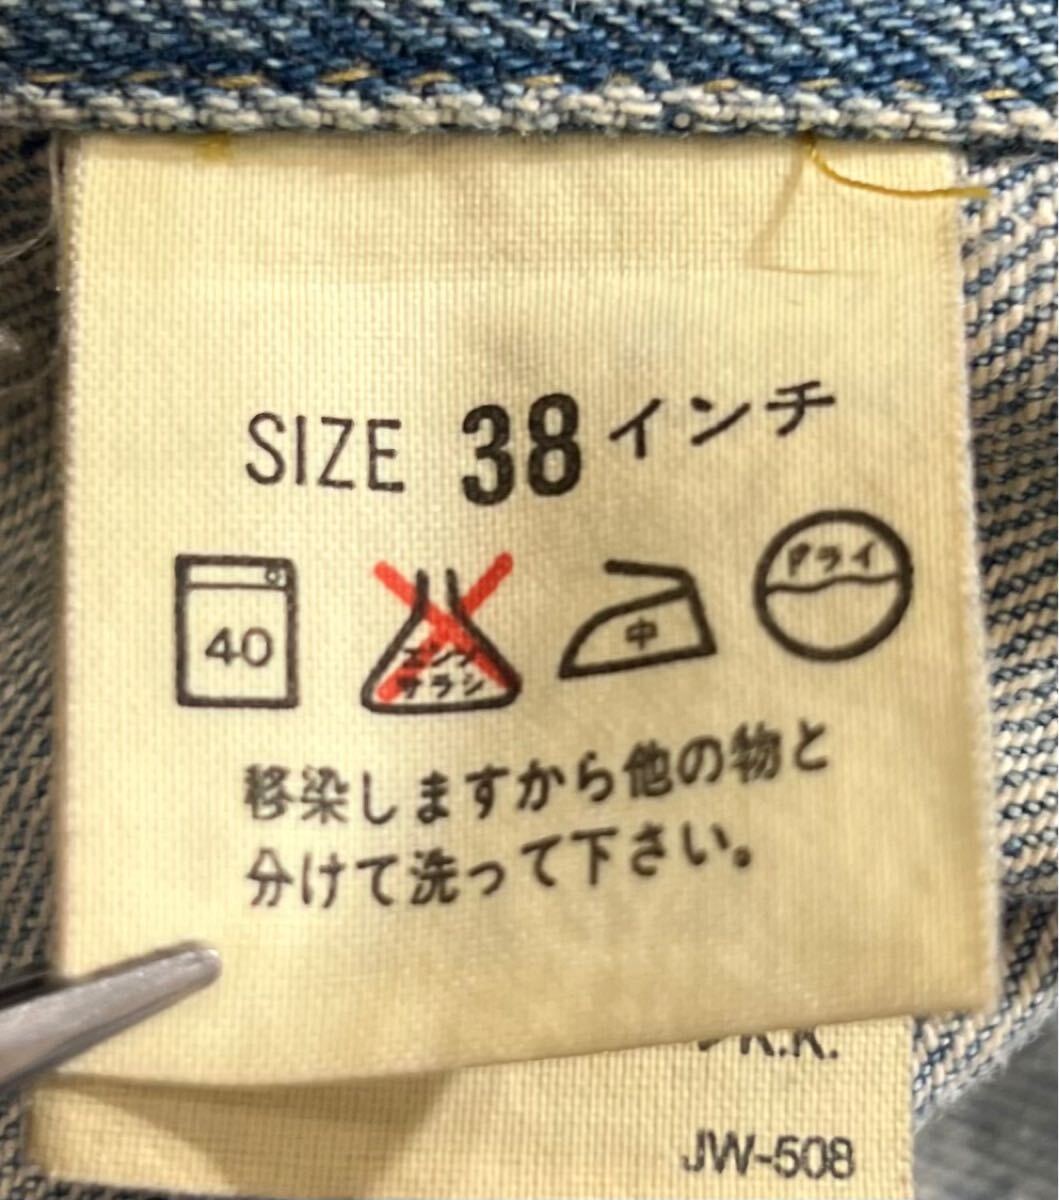 SIZE 38インチ
40
エンソ
サラシ
中
ドライ
移染しますから他の物と
分けて洗って下さい。
K.K.
JW-508